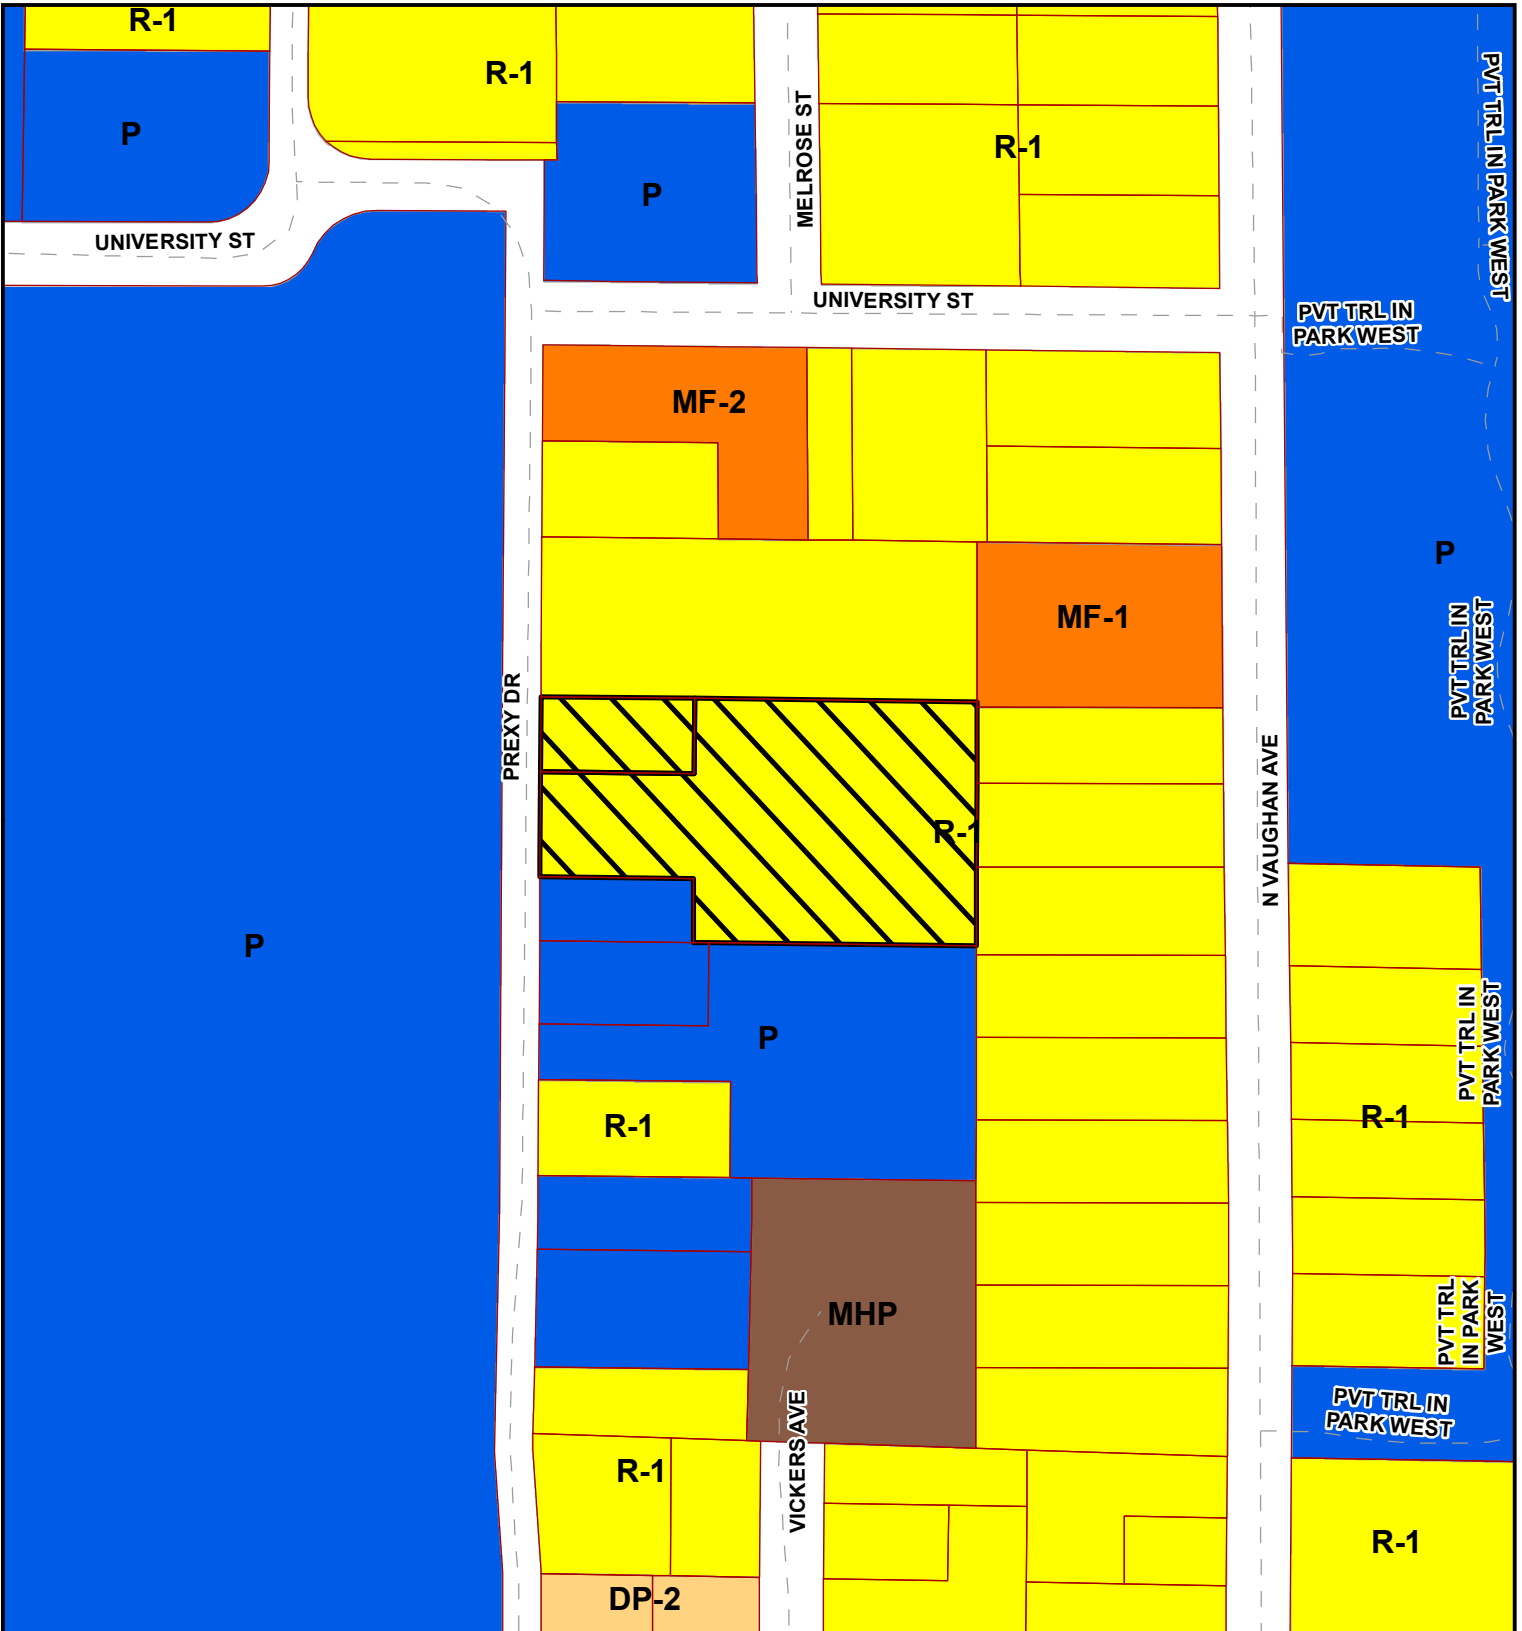 R-1
R-1
P
P
MELROSE ST
R-1
PVT TRL IN PARK WEST
UNIVERSITY ST
UNIVERSITY ST
PVT TRL IN
PARK WEST
MF-2
P
MF-1
PVT TRL IN
PARK WEST
PREXY DR
N VAUGHAN AVE
R-1
P
P
PVT TRL IN
PARK WEST
R-1
R-1
MHP
PVT TRL
IN PARK
WEST
PVT TRL IN
PARK WEST
VICKERS AVE
R-1
R-1
DP-2